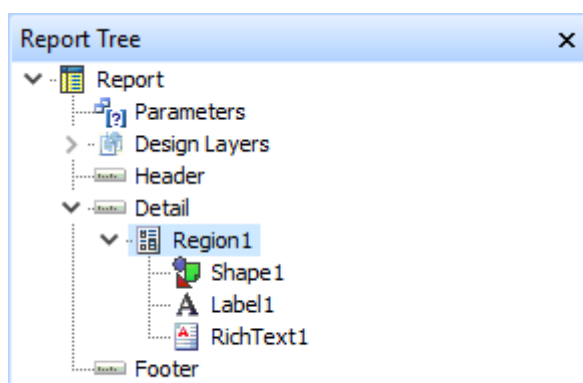 Report Tree
Report
Parameters
Design Layers
Header
Detail
Region1
Shape1
Label1
RichText1
Footer